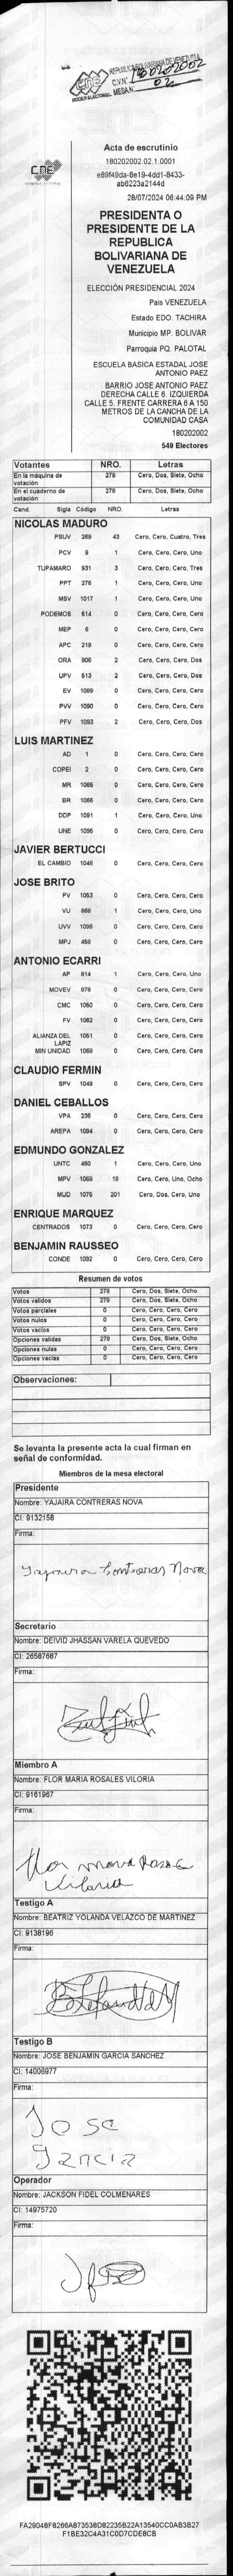 REPUBLICA BOLIVARIANA DE VENEZUELA
CNE
C.V.N: 180202002
PODER ELECTORAL MESA N: 02
CNE
Acta de escrutinio
180202002.02.1.0001
e89f49da-8e19-4dd1-8433-
ab6223a2144d
28/07/2024 06:44:09 PM
PRESIDENTA O
PRESIDENTE DE LA
REPUBLICA
BOLIVARIANA DE
VENEZUELA
ELECCIÓN PRESIDENCIAL 2024
Pais VENEZUELA
Estado EDO. TACHIRA
Municipio MP. BOLIVAR
Parroquia PQ. PALOTAL
ESCUELA BASICA ESTADAL JOSE
ANTONIO PAEZ
BARRIO JOSE ANTONIO PAEZ
DERECHA CALLE 6. IZQUIERDA
CALLE 5. FRENTE CARRERA 6 A 150
METROS DE LA CANCHA DE LA
COMUNIDAD CASA
180202002
549 Electores
Votantes NRO. Letras
En la máquina de votación 278 Cero, Dos, Siete, Ocho
En el cuaderno de votación 278 Cero, Dos, Siete, Ocho
Cand. Sigla Código NRO. Letras
NICOLAS MADURO
PSUV 269 43 Cero, Cero, Cuatro, Tres
PCV 9 1 Cero, Cero, Cero, Uno
TUPAMARO 931 3 Cero, Cero, Cero, Tres
PPT 276 1 Cero, Cero, Cero, Uno
MSV 1017 1 Cero, Cero, Cero, Uno
PODEMOS 514 0 Cero, Cero, Cero, Cero
MEP 6 0 Cero, Cero, Cero, Cero
APC 219 0 Cero, Cero, Cero, Cero
ORA 906 2 Cero, Cero, Cero, Dos
UPV 513 2 Cero, Cero, Cero, Dos
EV 1089 0 Cero, Cero, Cero, Cero
PVV 1090 0 Cero, Cero, Cero, Cero
PFV 1093 2 Cero, Cero, Cero, Dos
LUIS MARTINEZ
AD 1 0 Cero, Cero, Cero, Cero
COPEI 2 0 Cero, Cero, Cero, Cero
MR 1065 0 Cero, Cero, Cero, Cero
BR 1066 0 Cero, Cero, Cero, Cero
DDP 1091 1 Cero, Cero, Cero, Uno
UNE 1095 0 Cero, Cero, Cero, Cero
JAVIER BERTUCCI
EL CAMBIO 1048 0 Cero, Cero, Cero, Cero
JOSE BRITO
PV 1053 0 Cero, Cero, Cero, Cero
VU 868 1 Cero, Cero, Cero, Uno
UVV 1096 0 Cero, Cero, Cero, Cero
MPJ 458 0 Cero, Cero, Cero, Cero
ANTONIO ECARRI
AP 914 1 Cero, Cero, Cero, Uno
MOVEV 978 0 Cero, Cero, Cero, Cero
CMC 1050 0 Cero, Cero, Cero, Cero
FV 1062 0 Cero, Cero, Cero, Cero
ALIANZA DEL LAPIZ 1051 0 Cero, Cero, Cero, Cero
MIN UNIDAD 1069 0 Cero, Cero, Cero, Cero
CLAUDIO FERMIN
SPV 1049 0 Cero, Cero, Cero, Cero
DANIEL CEBALLOS
VPA 236 0 Cero, Cero, Cero, Cero
AREPA 1094 0 Cero, Cero, Cero, Cero
EDMUNDO GONZALEZ
UNTC 460 1 Cero, Cero, Cero, Uno
MPV 1069 18 Cero, Cero, Uno, Ocho
MUD 1075 201 Cero, Dos, Cero, Uno
ENRIQUE MARQUEZ
CENTRADOS 1073 0 Cero, Cero, Cero, Cero
BENJAMIN RAUSSEO
CONDE 1092 0 Cero, Cero, Cero, Cero
Resumen de votos
Votos 278 Cero, Dos, Siete, Ocho
Votos validos 278 Cero, Dos, Siete, Ocho
Votos parciales 0 Cero, Cero, Cero, Cero
Votos nulos 0 Cero, Cero, Cero, Cero
Votos vacios 0 Cero, Cero, Cero, Cero
Opciones validas 278 Cero, Dos, Siete, Ocho
Opciones nulas 0 Cero, Cero, Cero, Cero
Opciones vacias 0 Cero, Cero, Cero, Cero
Observaciones:
Se levanta la presente acta la cual firman en
señal de conformidad.
Miembros de la mesa electoral
Presidente
Nombre: YAJAIRA CONTRERAS NOVA
CI: 9132158
Firma:
Yajaira Contreras Nova
Secretario
Nombre: DEIVID JHASSAN VARELA QUEVEDO
CI: 26587687
Firma:
Miembro A
Nombre: FLOR MARIA ROSALES VILORIA
CI: 9161967
Firma:
Flor Maria Rosales
Viloria
Testigo A
Nombre: BEATRIZ YOLANDA VELAZCO DE MARTINEZ
CI: 9138196
Firma:
Testigo B
Nombre: JOSE BENJAMIN GARCIA SANCHEZ
CI: 14006977
Firma:
Jose
Garcia
Operador
Nombre: JACKSON FIDEL COLMENARES
CI: 14975720
Firma:
FA29048F8266A873538D82235B22A13540CC0AB3B27
F1BE32C4A31C0D7CDE8CB